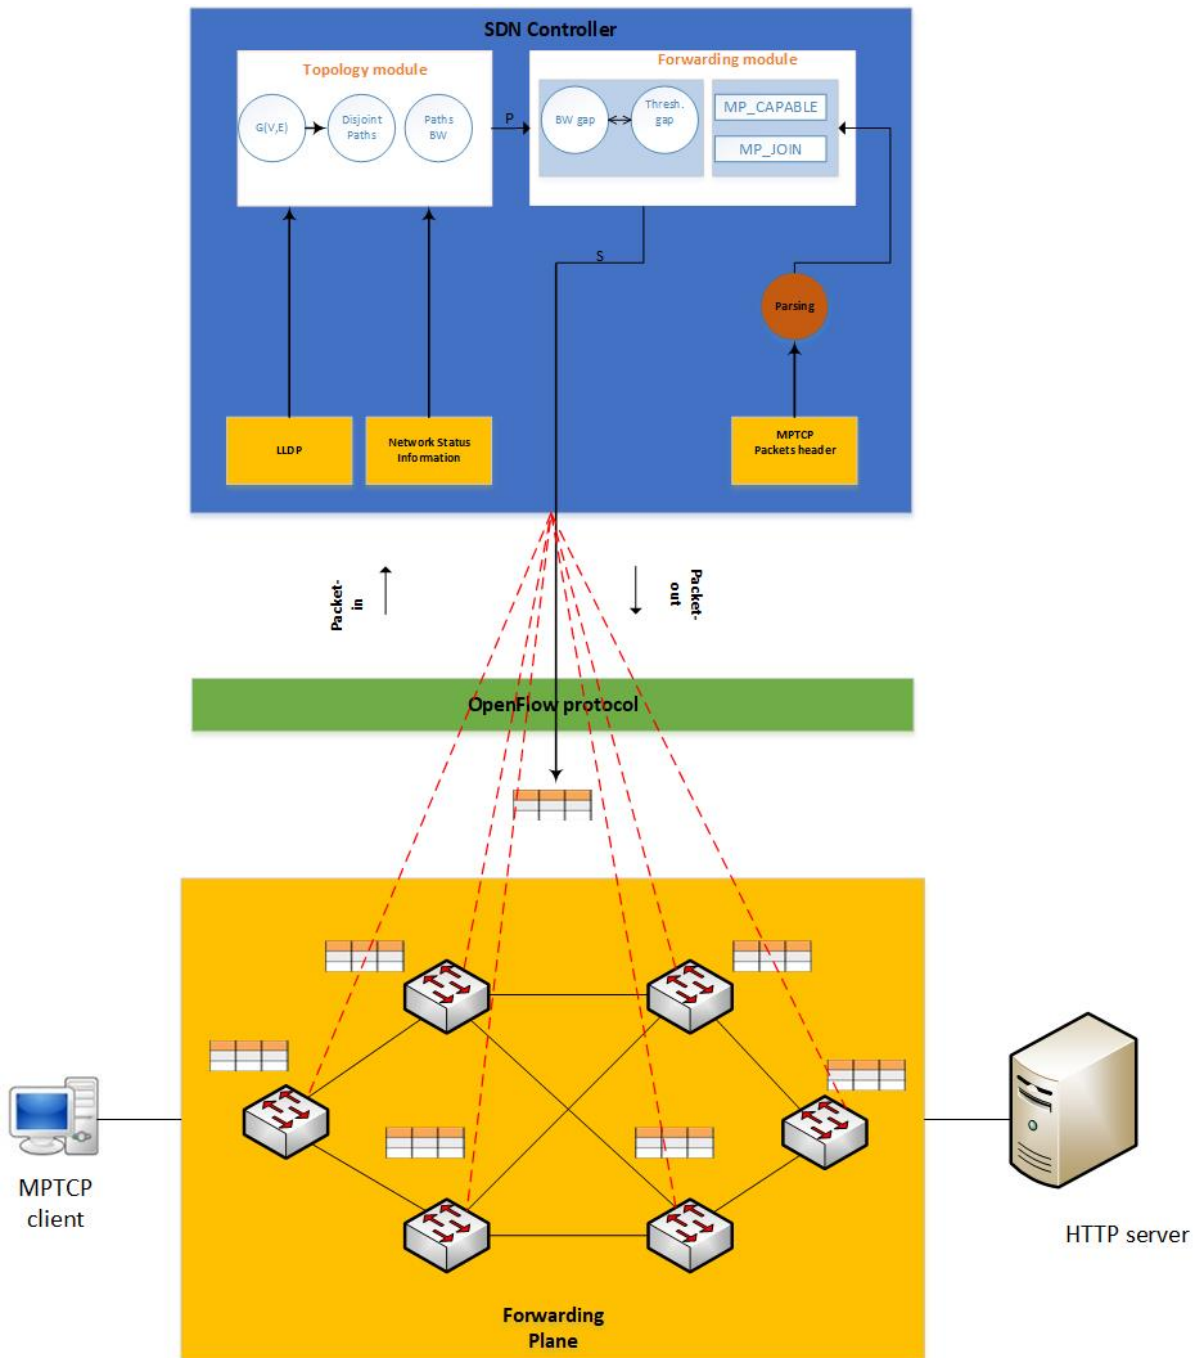 SDN Controller
Topology module
Forwarding module
G(V,E)
Disjoint
Paths
Paths
BW
P
BW gap
Thresh.
gap
MP_CAPABLE
MP_JOIN
S
Parsing
LLDP
Network Status
Information
MPTCP
Packets header
Packet-
in
Packet-
out
OpenFlow protocol
MPTCP
client
HTTP server
Forwarding
Plane